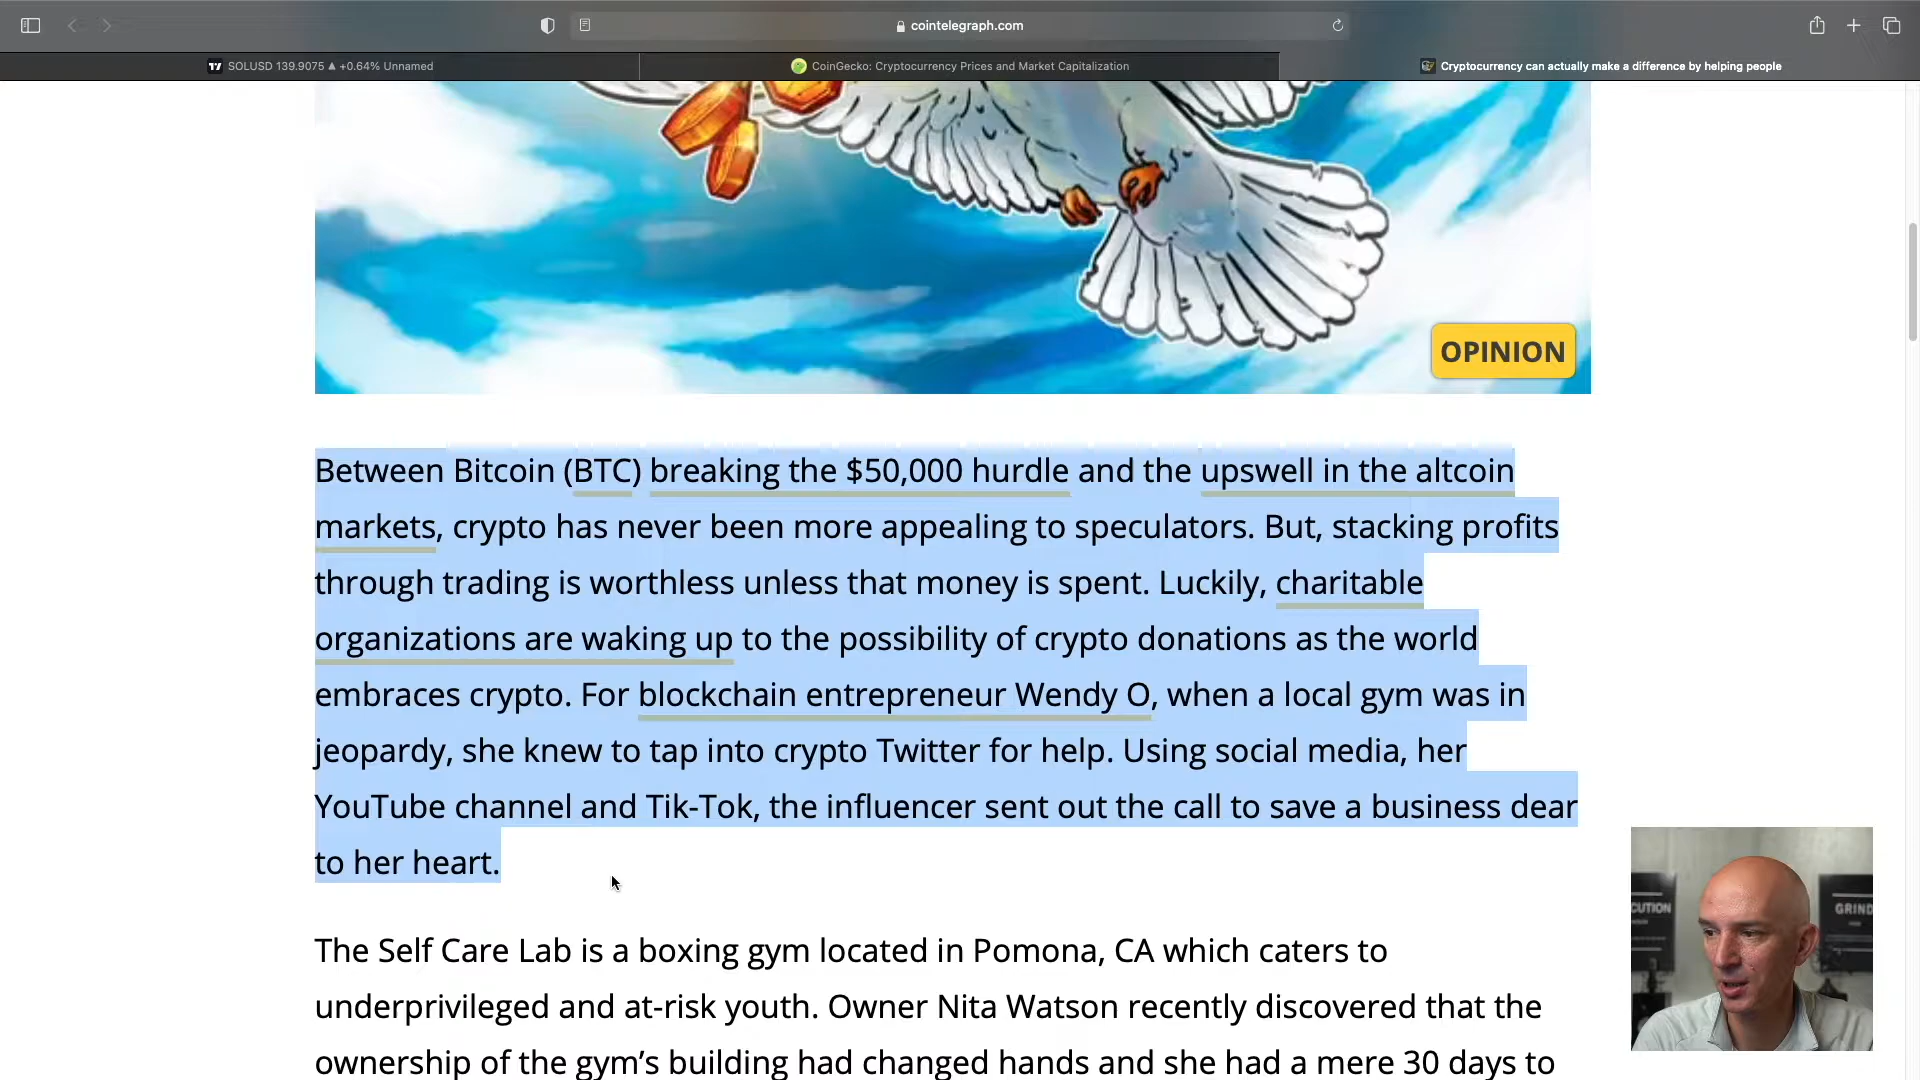 cointelegraph.com
SOLUSD 139.9075 ▲ +0.64% Unnamed
CoinGecko: Cryptocurrency Prices and Market Capitalization
Cryptocurrency can actually make a difference by helping people
OPINION
Between Bitcoin (BTC) breaking the $50,000 hurdle and the upswell in the altcoin
markets, crypto has never been more appealing to speculators. But, stacking profits
through trading is worthless unless that money is spent. Luckily, charitable
organizations are waking up to the possibility of crypto donations as the world
embraces crypto. For blockchain entrepreneur Wendy O, when a local gym was in
jeopardy, she knew to tap into crypto Twitter for help. Using social media, her
YouTube channel and Tik-Tok, the influencer sent out the call to save a business dear
to her heart.
CUTION
GRIND
The Self Care Lab is a boxing gym located in Pomona, CA which caters to
underprivileged and at-risk youth. Owner Nita Watson recently discovered that the
ownership of the gym’s building had changed hands and she had a mere 30 days to